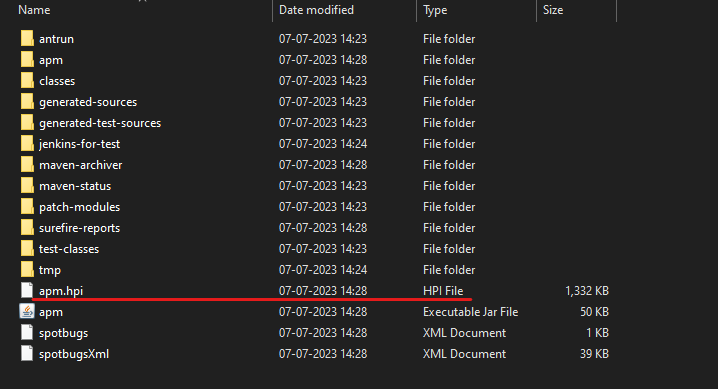 Name Date modified Type Size
antrun 07-07-2023 14:23 File folder
apm 07-07-2023 14:28 File folder
classes 07-07-2023 14:23 File folder
generated-sources 07-07-2023 14:23 File folder
generated-test-sources 07-07-2023 14:23 File folder
jenkins-for-test 07-07-2023 14:24 File folder
maven-archiver 07-07-2023 14:28 File folder
maven-status 07-07-2023 14:23 File folder
patch-modules 07-07-2023 14:23 File folder
surefire-reports 07-07-2023 14:28 File folder
test-classes 07-07-2023 14:23 File folder
tmp 07-07-2023 14:24 File folder
apm.hpi 07-07-2023 14:28 HPI File 1,332 KB
apm 07-07-2023 14:28 Executable Jar File 50 KB
spotbugs 07-07-2023 14:28 XML Document 1 KB
spotbugsXml 07-07-2023 14:28 XML Document 39 KB